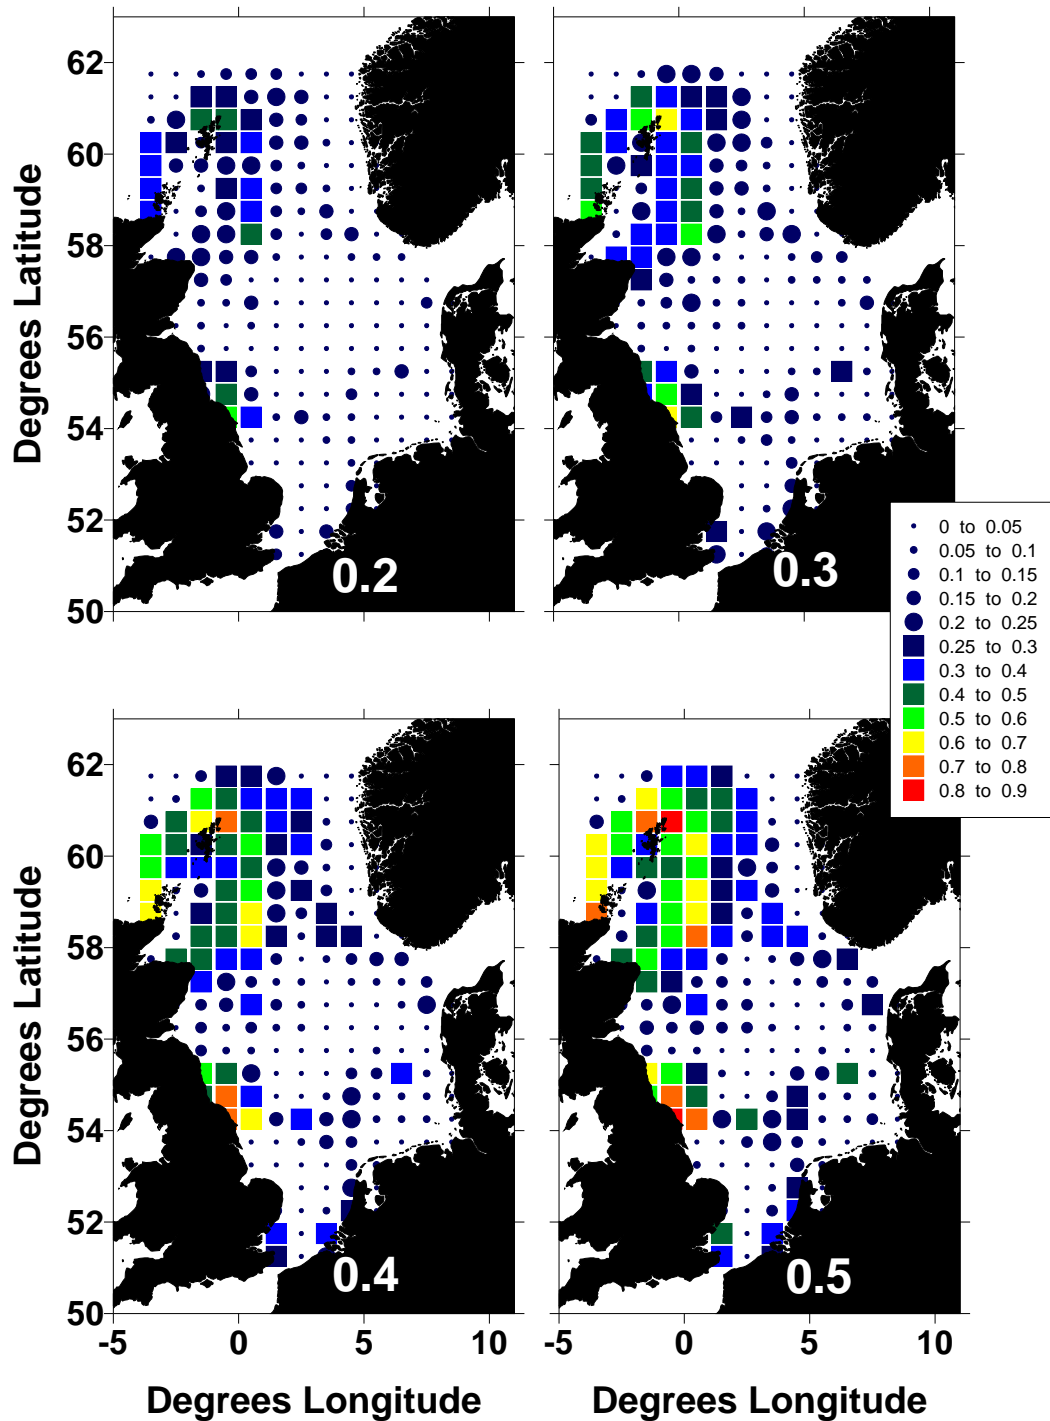 62
60
58
56
54
52
50
Degrees Latitude
0.2
0.3
0 to 0.05
0.05 to 0.1
0.1 to 0.15
0.15 to 0.2
0.2 to 0.25
0.25 to 0.3
0.3 to 0.4
0.4 to 0.5
0.5 to 0.6
0.6 to 0.7
0.7 to 0.8
0.8 to 0.9
62
60
58
56
54
52
50
Degrees Latitude
0.4
0.5
-5 0 5 10
-5 0 5 10
Degrees Longitude
Degrees Longitude